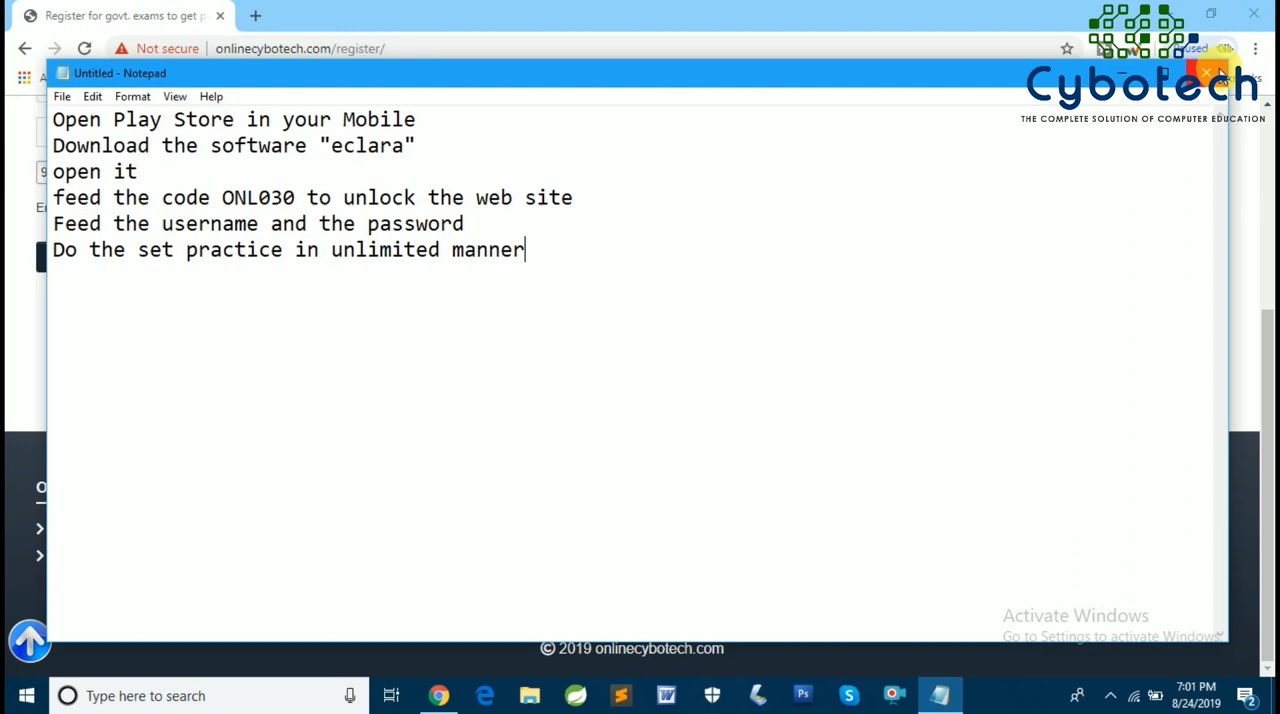 Register for govt. exams to get p
Not secure
onlinecybotech.com/register/
Cybotech
THE COMPLETE SOLUTION OF COMPUTER EDUCATION
Untitled - Notepad
File Edit Format View Help
Open Play Store in your Mobile
Download the software "eclara"
open it
feed the code ONL030 to unlock the web site
Feed the username and the password
Do the set practice in unlimited manner
Activate Windows
Go to Settings to activate Windows.
© 2019 onlinecybotech.com
Type here to search
7:01 PM
8/24/2019
2